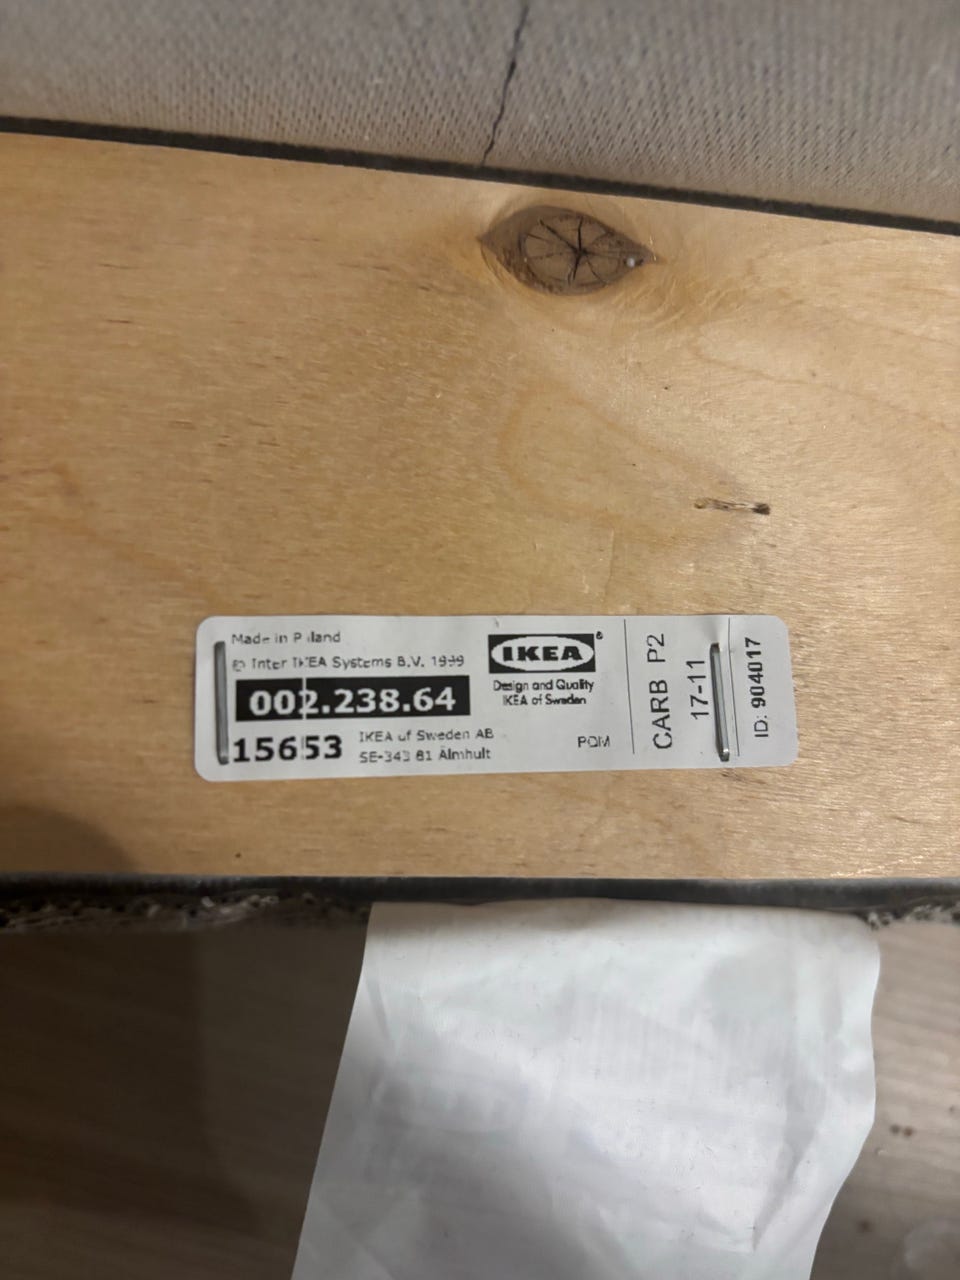 Made in Poland
© Inter IKEA Systems B.V. 1999
002.238.64
15653
IKEA of Sweden AB
SE-343 81 Älmhult
IKEA®
Design and Quality
IKEA of Sweden
PQM
CARB P2
17-11
ID: 904017